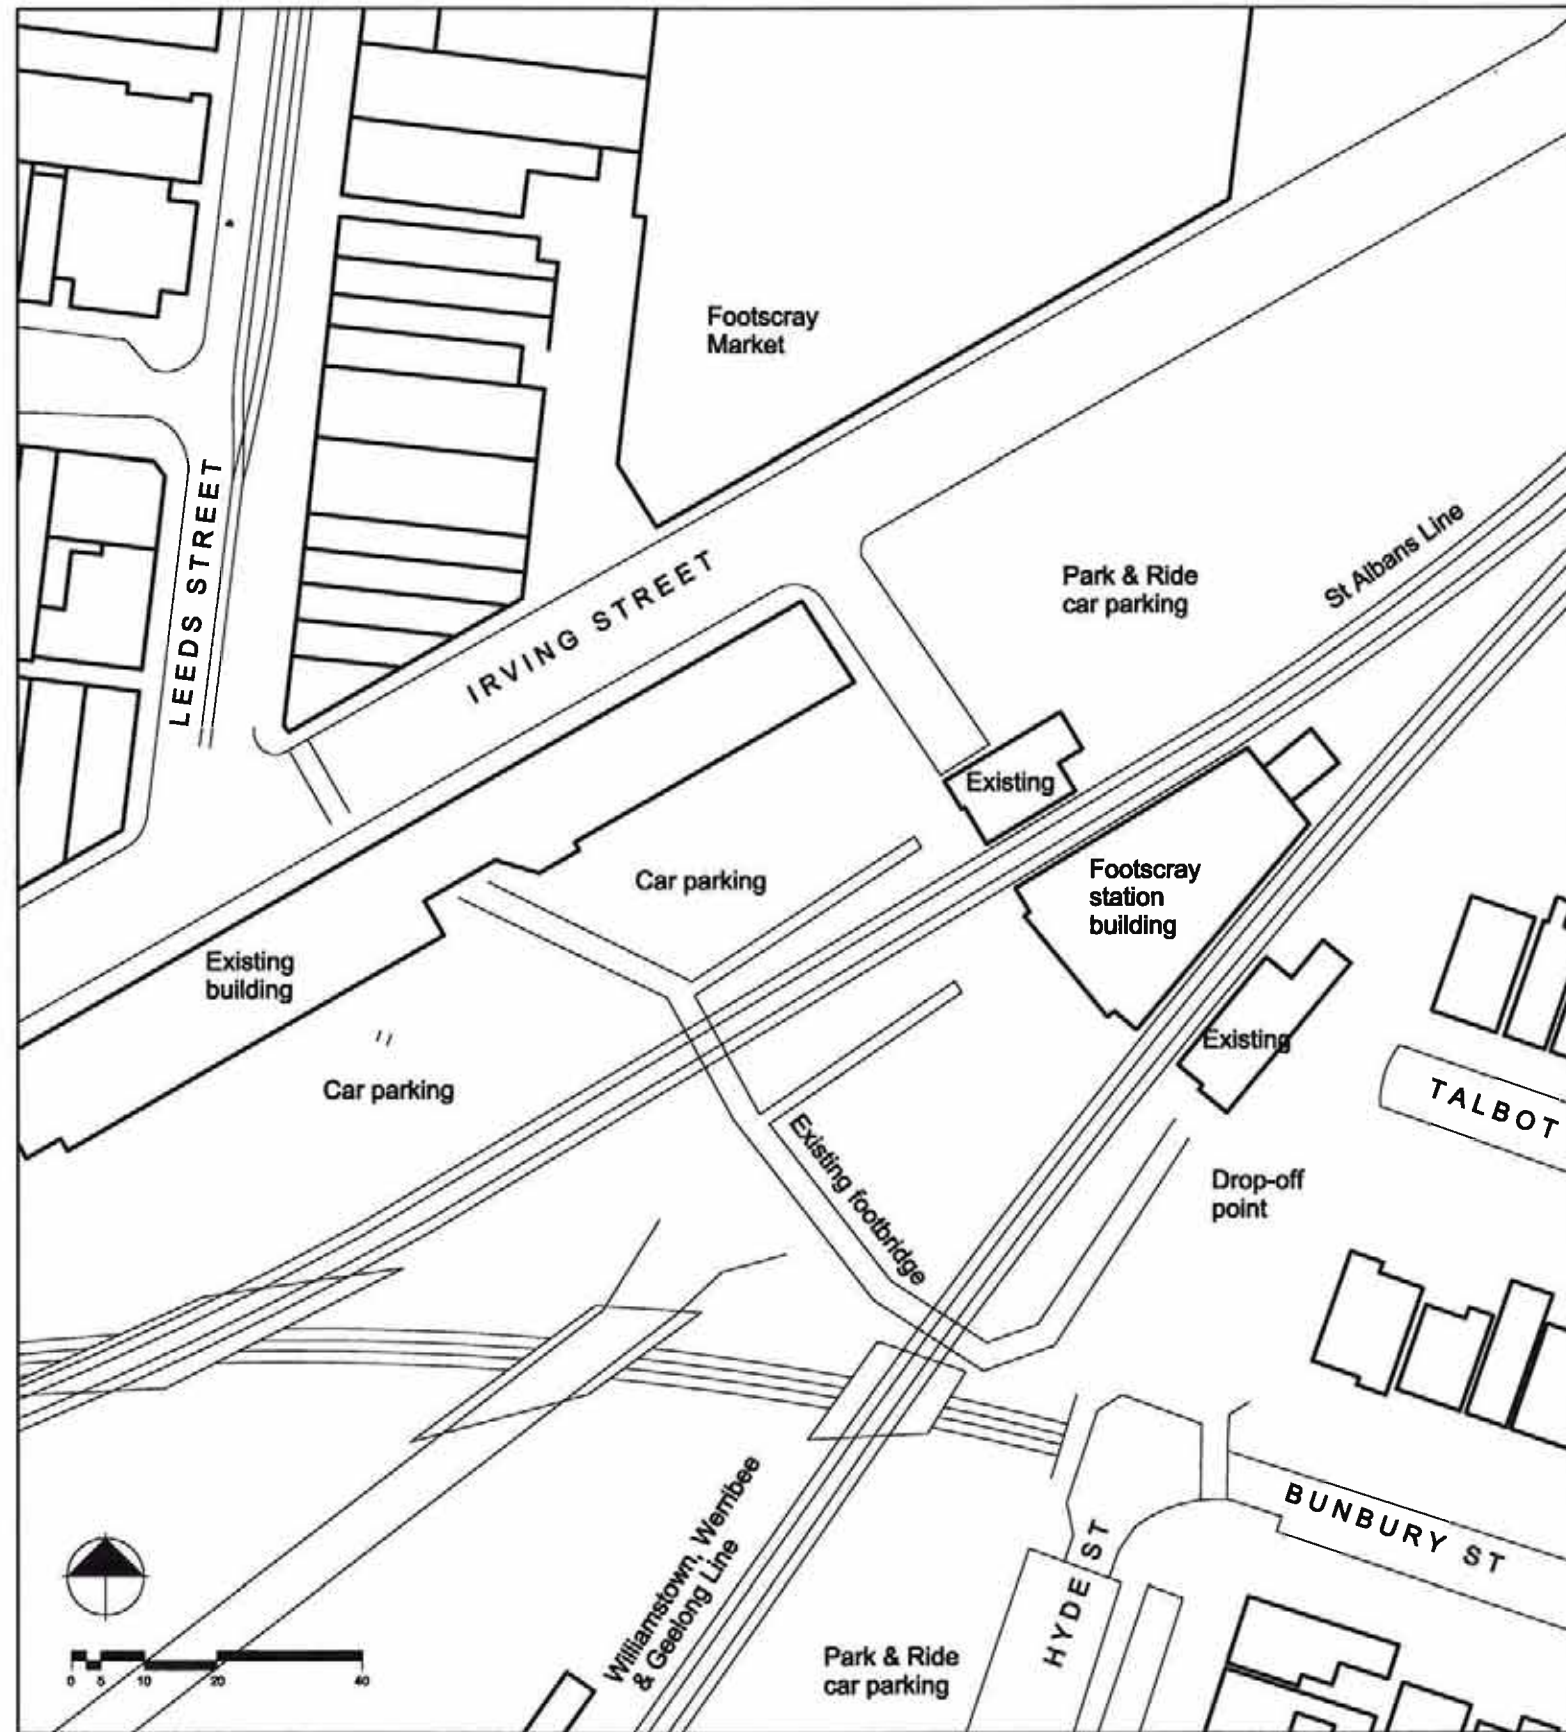 Footscray
Market
LEEDS STREET
IRVING STREET
Park & Ride
car parking
St Albans Line
Existing
Footscray
station
building
Car parking
Existing
building
Car parking
Existing
TALBOT
Existing footbridge
Drop-off
point
Williamstown, Werribee
& Geelong Line
BUNBURY ST
HYDE ST
Park & Ride
car parking
0 5 10 20 40